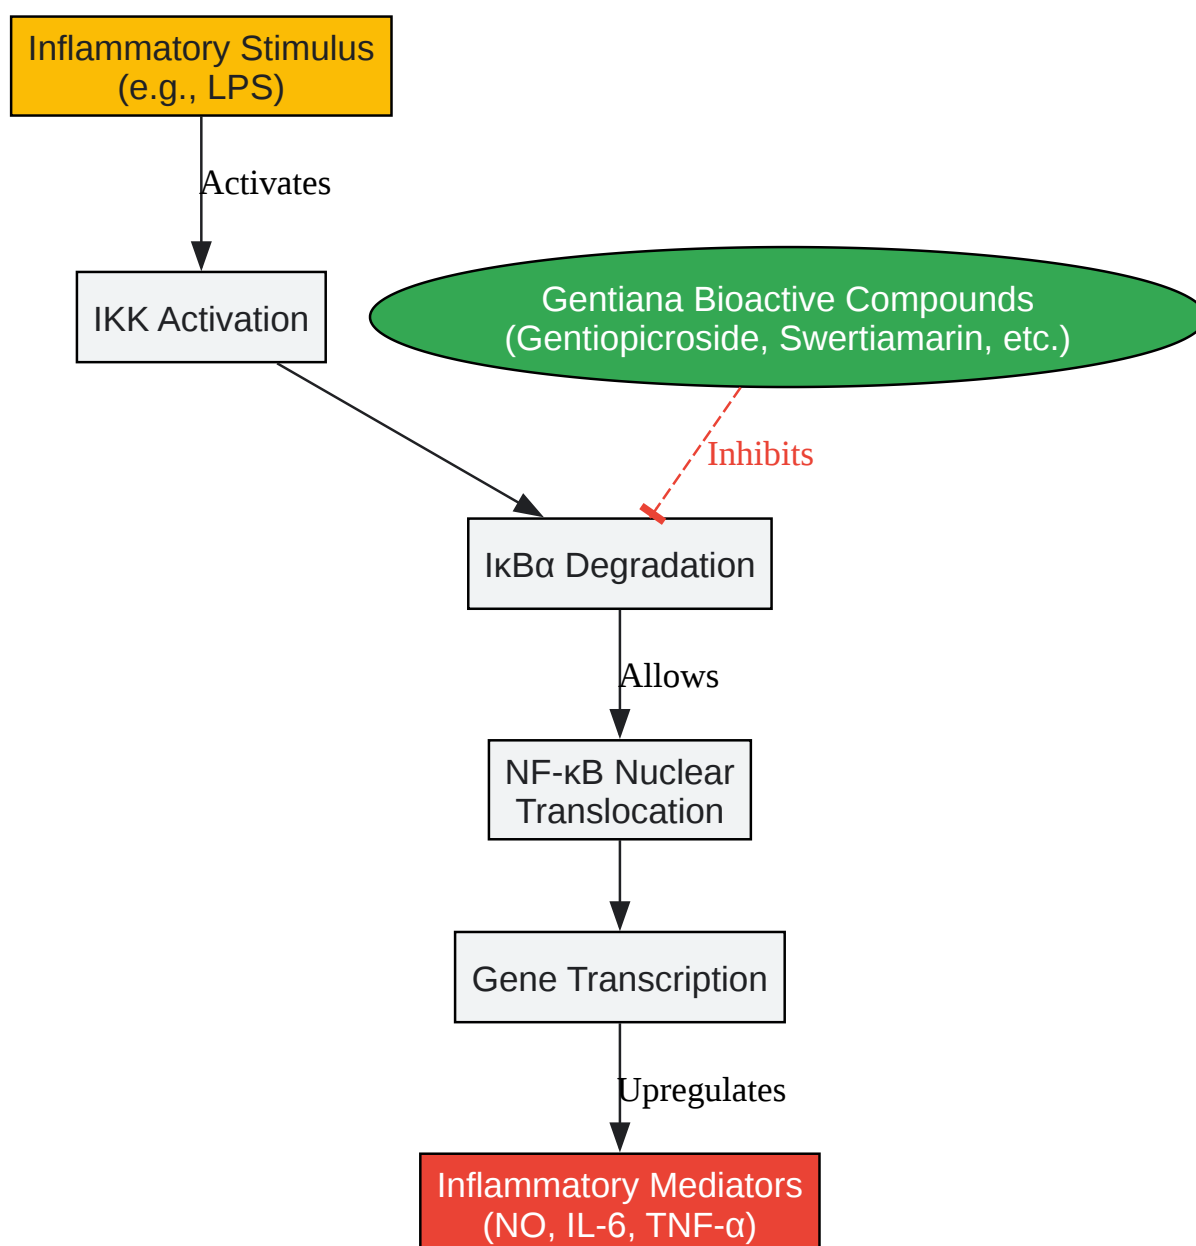 Inflammatory Stimulus
(e.g., LPS)
Activates
IKK Activation
Gentiana Bioactive Compounds
(Gentiopicroside, Swertiamarin, etc.)
Inhibits
IκBα Degradation
Allows
NF-κB Nuclear
Translocation
Gene Transcription
Upregulates
Inflammatory Mediators
(NO, IL-6, TNF-α)